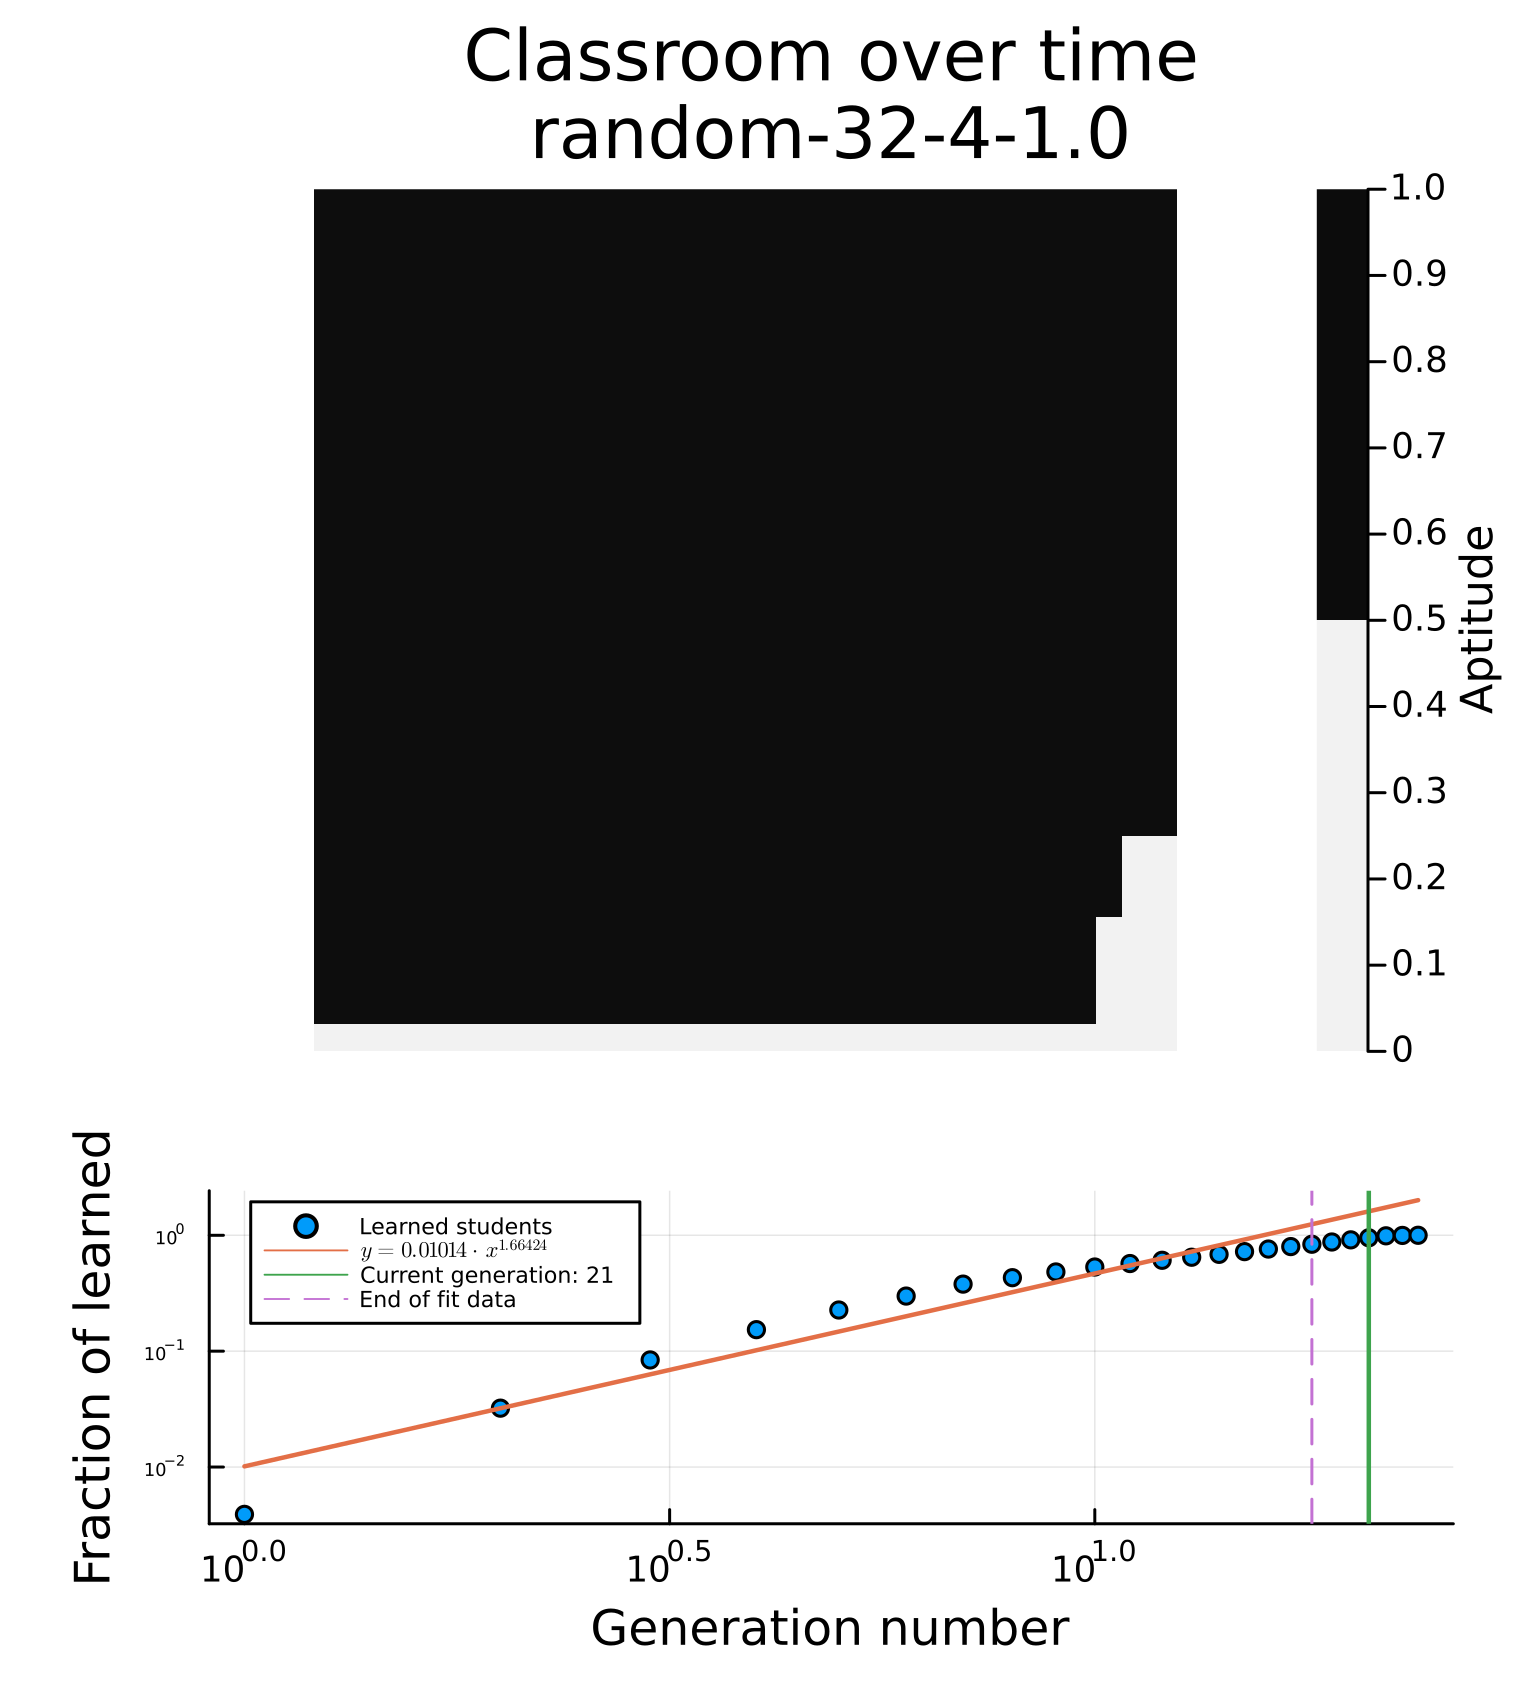 Classroom over time
random-32-4-1.0
1.0
0.9
0.8
0.7
0.6
0.5
0.4
0.3
0.2
0.1
0
Aptitude
Fraction of learned
10⁰
10⁻¹
10⁻²
Learned students
y = 0.01014 · x^1.66424
Current generation: 21
End of fit data
10^0.0 10^0.5 10^1.0
Generation number